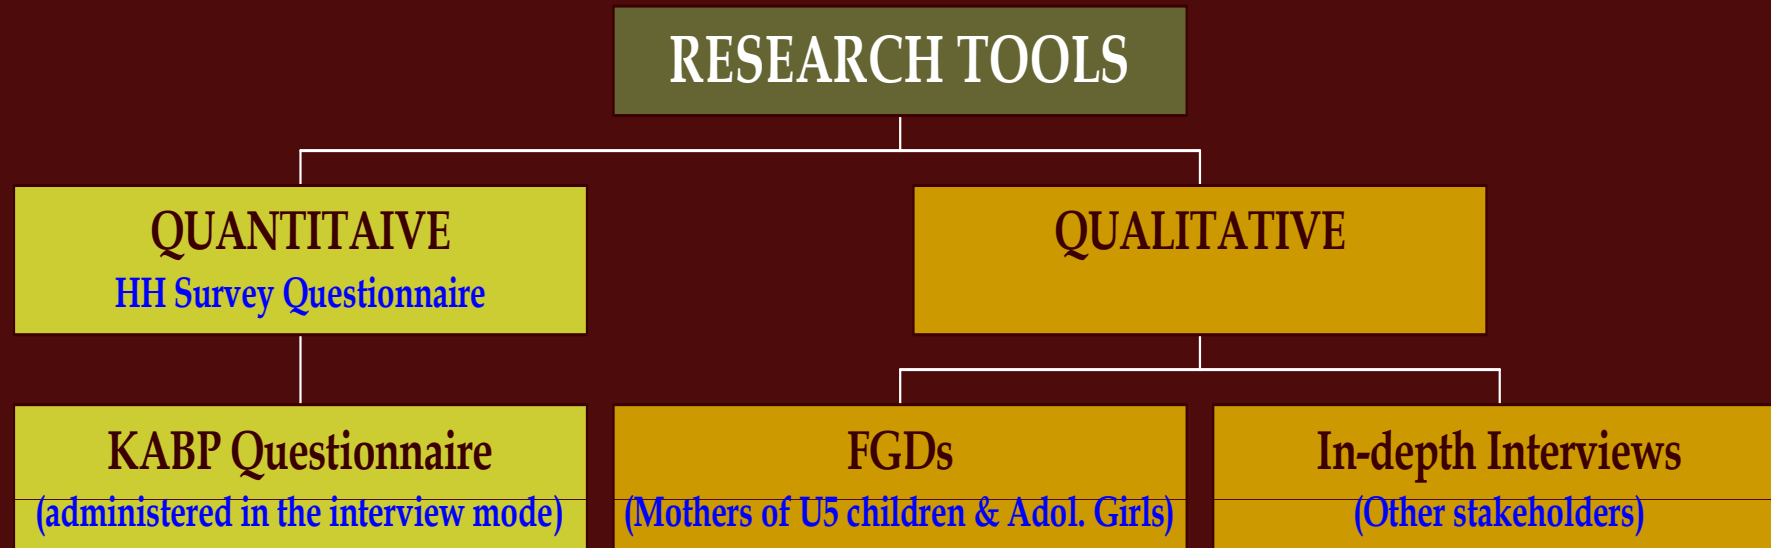 RESEARCH TOOLS
QUANTITAIVE
HH Survey Questionnaire
QUALITATIVE
KABP Questionnaire
(administered in the interview mode)
FGDs
(Mothers of U5 children & Adol. Girls)
In-depth Interviews
(Other stakeholders)